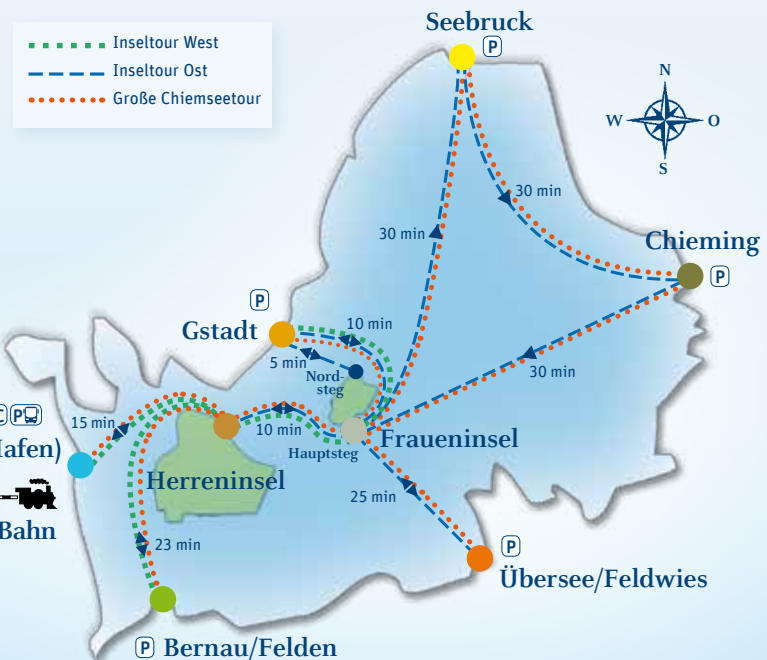 Inseltour West
Inseltour Ost
Große Chiemseetour
Seebruck
P
N
W
O
S
30 min
30 min
Chieming
P
P
Gstadt
10 min
5 min
Nord-
steg
30 min
P
15 min
10 min
Fraueninsel
Hauptsteg
Herreninsel
25 min
Bahn
23 min
P
Übersee/Feldwies
P Bernau/Felden